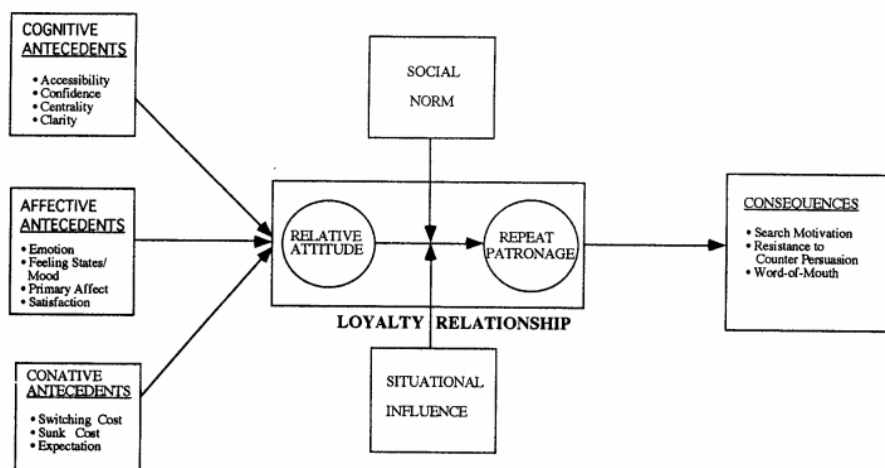 COGNITIVE
ANTECEDENTS
• Accessibility
• Confidence
• Centrality
• Clarity
SOCIAL
NORM
AFFECTIVE
ANTECEDENTS
• Emotion
• Feeling States/
Mood
• Primary Affect
• Satisfaction
RELATIVE
ATTITUDE
REPEAT
PATRONAGE
LOYALTY RELATIONSHIP
CONSEQUENCES
• Search Motivation
• Resistance to
Counter Persuasion
• Word-of-Mouth
CONATIVE
ANTECEDENTS
• Switching Cost
• Sunk Cost
• Expectation
SITUATIONAL
INFLUENCE